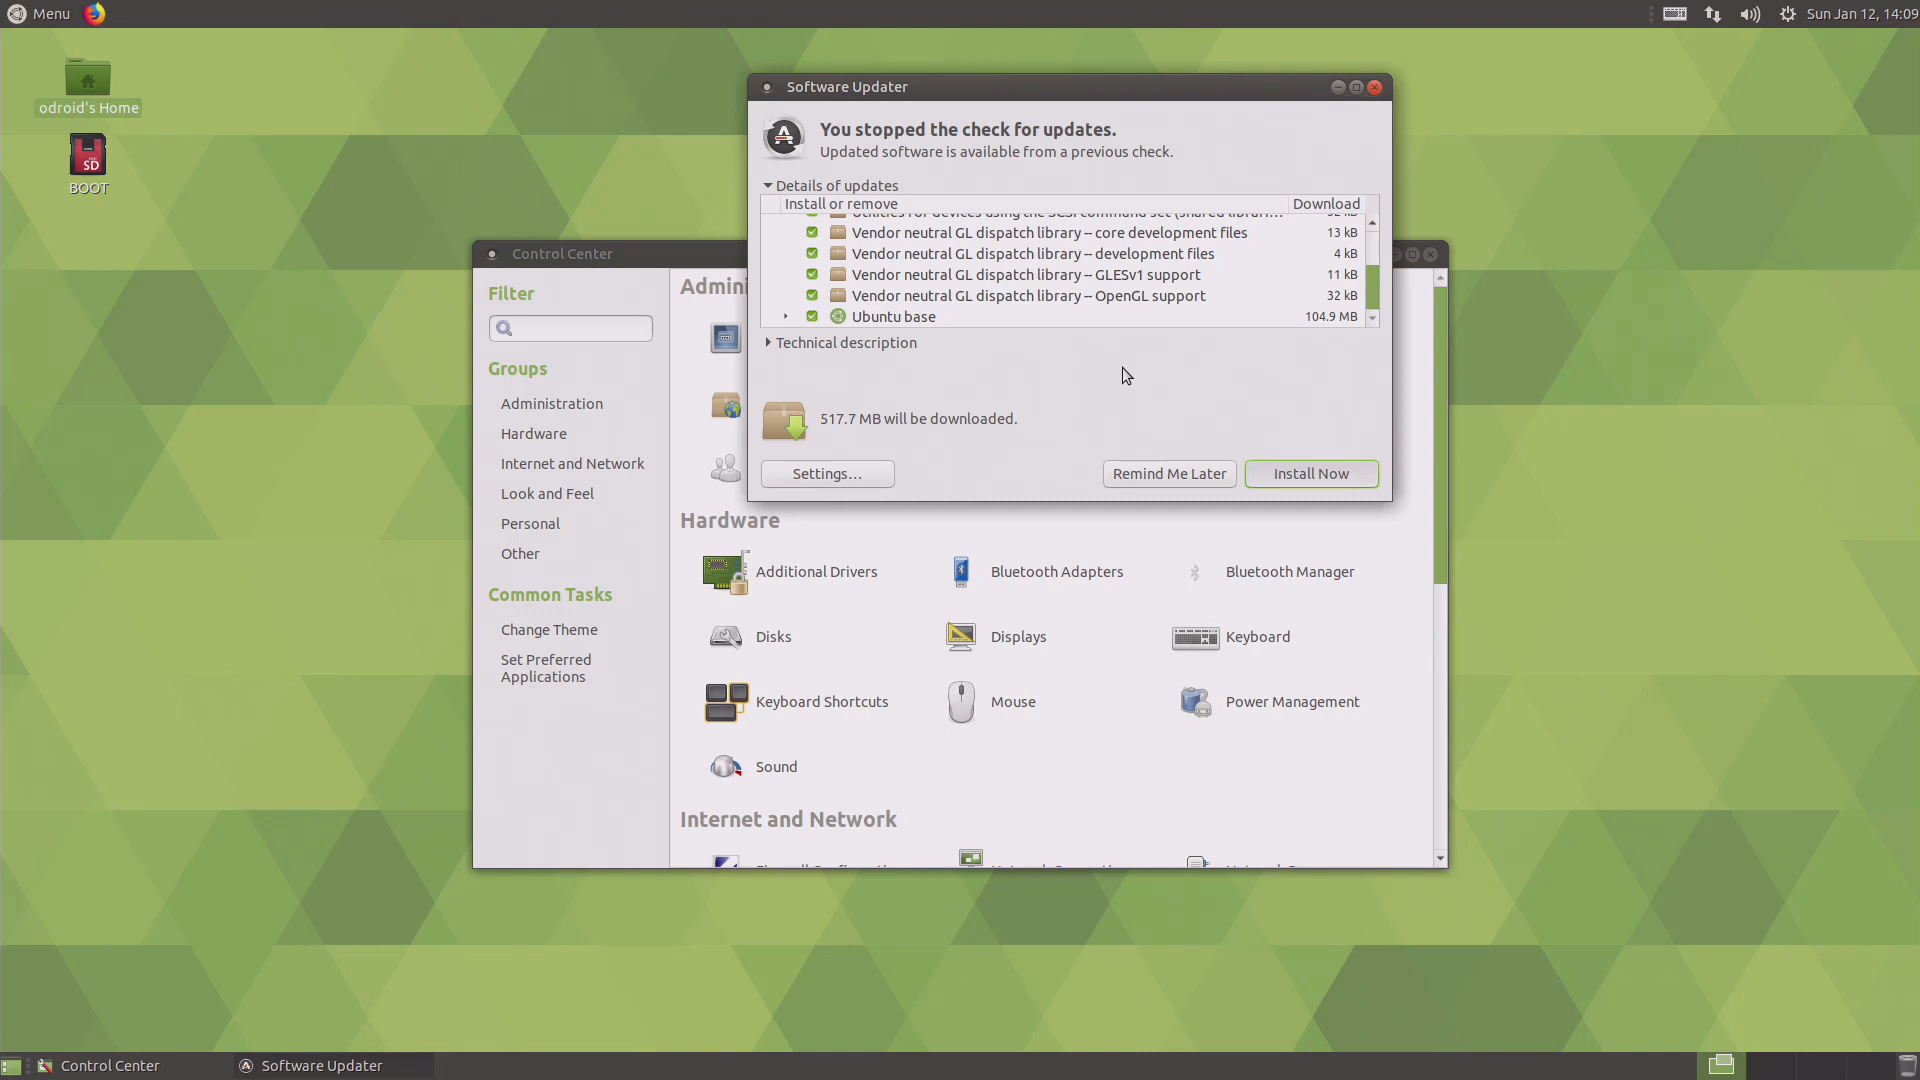 Menu
Sun Jan 12, 14:09
odroid's Home
SD
BOOT
Software Updater
You stopped the check for updates.
Updated software is available from a previous check.
Details of updates
Install or remove Download
Utilities for devices using the SCSI command set (shared librari...
Vendor neutral GL dispatch library -- core development files 13 kB
Vendor neutral GL dispatch library -- development files 4 kB
Vendor neutral GL dispatch library -- GLESv1 support 11 kB
Vendor neutral GL dispatch library -- OpenGL support 32 kB
Ubuntu base 104.9 MB
Technical description
517.7 MB will be downloaded.
Settings...
Remind Me Later
Install Now
Control Center
Filter
Groups
Administration
Hardware
Internet and Network
Look and Feel
Personal
Other
Common Tasks
Change Theme
Set Preferred
Applications
Admini
Hardware
Additional Drivers
Bluetooth Adapters
Bluetooth Manager
Disks
Displays
Keyboard
Keyboard Shortcuts
Mouse
Power Management
Sound
Internet and Network
Control Center
Software Updater